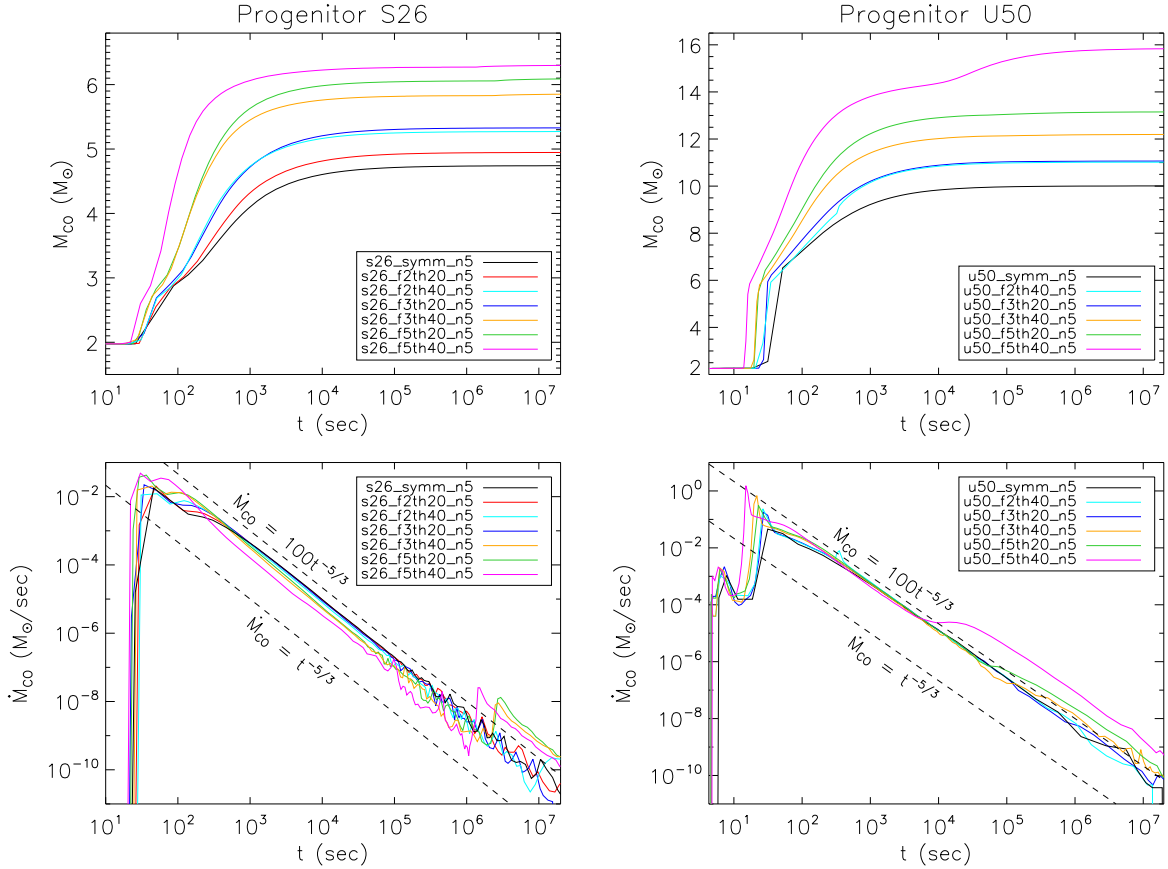 Progenitor S26
6
5
4
3
2
M_CO (M_⊙)
s26_symm_n5
s26_f2th20_n5
s26_f2th40_n5
s26_f3th20_n5
s26_f3th40_n5
s26_f5th20_n5
s26_f5th40_n5
10^1 10^2 10^3 10^4 10^5 10^6 10^7
t (sec)
Progenitor U50
16
14
12
10
8
6
4
2
M_CO (M_⊙)
u50_symm_n5
u50_f2th40_n5
u50_f3th20_n5
u50_f3th40_n5
u50_f5th20_n5
u50_f5th40_n5
10^1 10^2 10^3 10^4 10^5 10^6 10^7
t (sec)
10^-2
10^-4
10^-6
10^-8
10^-10
Ṁ_CO (M_⊙/sec)
s26_symm_n5
s26_f2th20_n5
s26_f2th40_n5
s26_f3th20_n5
s26_f3th40_n5
s26_f5th20_n5
s26_f5th40_n5
Ṁ_CO = 100t^-5/3
Ṁ_CO = t^-5/3
10^1 10^2 10^3 10^4 10^5 10^6 10^7
t (sec)
10^0
10^-2
10^-4
10^-6
10^-8
10^-10
Ṁ_CO (M_⊙/sec)
u50_symm_n5
u50_f2th40_n5
u50_f3th20_n5
u50_f3th40_n5
u50_f5th20_n5
u50_f5th40_n5
Ṁ_CO = 100t^-5/3
Ṁ_CO = t^-5/3
10^1 10^2 10^3 10^4 10^5 10^6 10^7
t (sec)